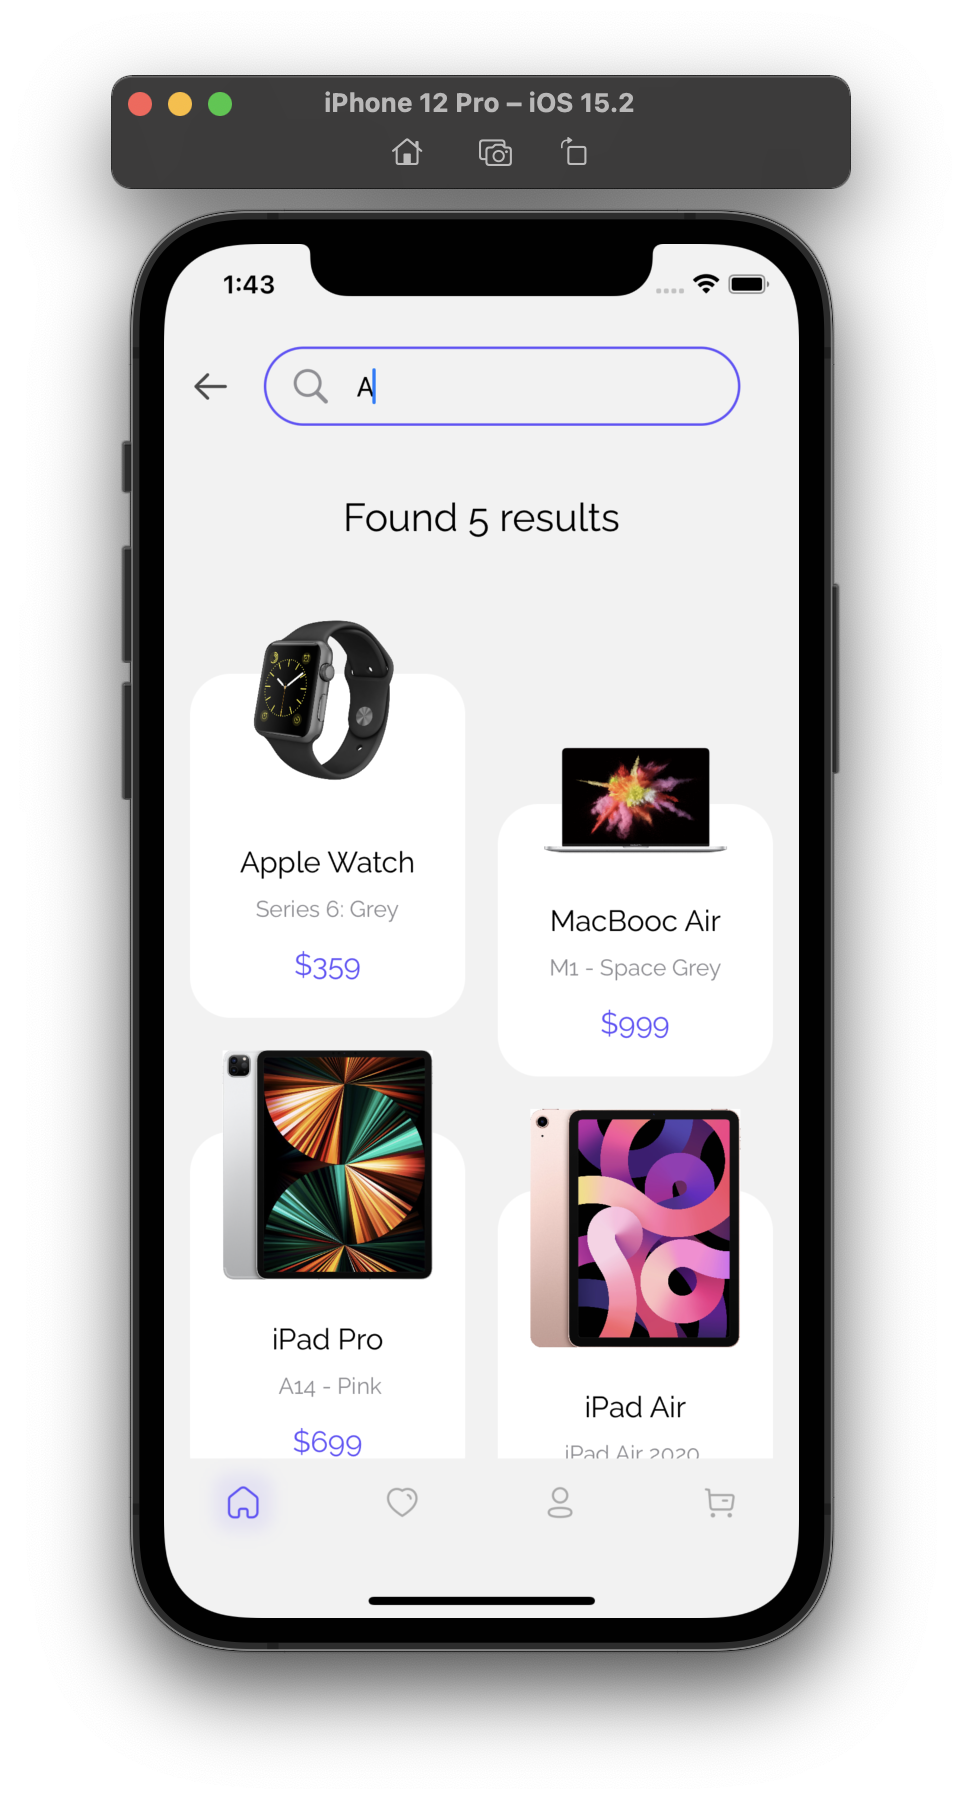 iPhone 12 Pro – iOS 15.2
1:43
A
Found 5 results
Apple Watch
Series 6: Grey
$359
MacBooc Air
M1 - Space Grey
$999
iPad Pro
A14 - Pink
$699
iPad Air
iPad Air 2020